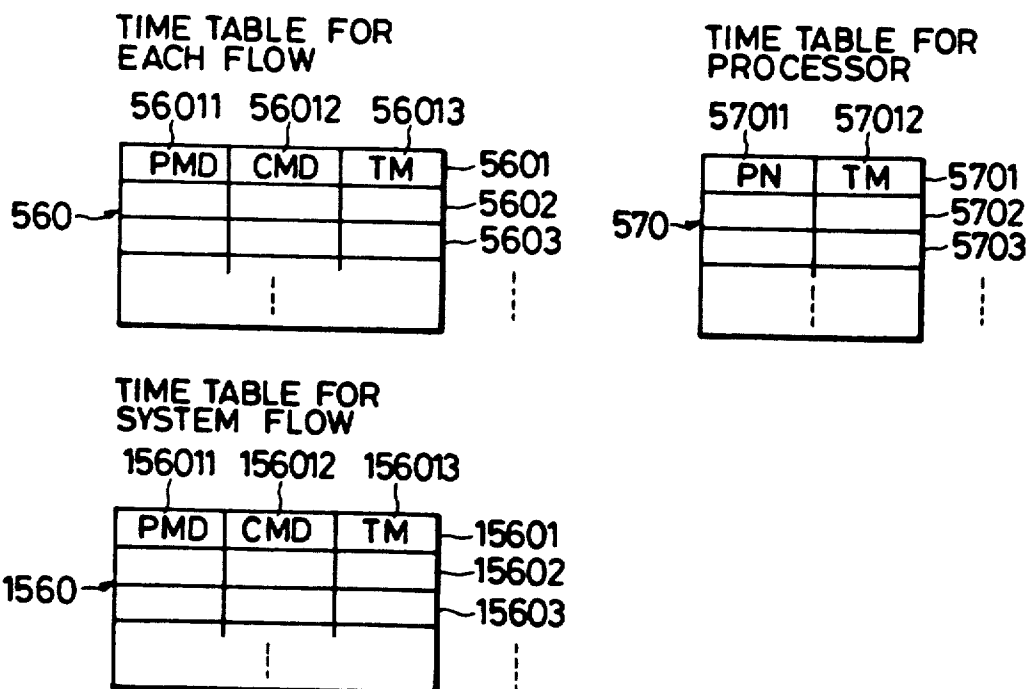 TIME TABLE FOR
EACH FLOW
56011 56012 56013
PMD CMD TM 5601
560 5602
5603
TIME TABLE FOR
PROCESSOR
57011 57012
PN TM 5701
570 5702
5703
TIME TABLE FOR
SYSTEM FLOW
156011 156012 156013
PMD CMD TM 15601
1560 15602
15603